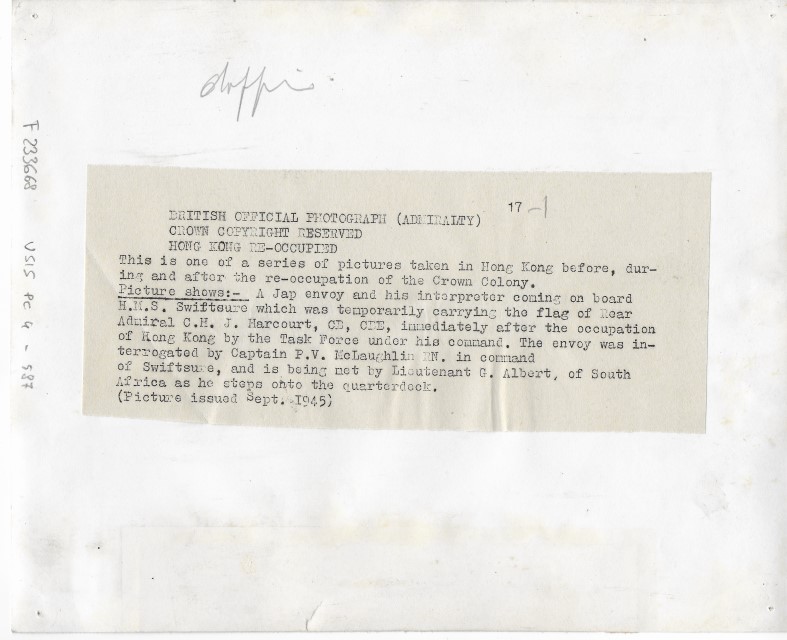 17-1
BRITISH OFFICIAL PHOTOGRAPH (ADMIRALTY)
CROWN COPYRIGHT RESERVED
HONG KONG RE-OCCUPIED
This is one of a series of pictures taken in Hong Kong before, dur-
ing and after the re-occupation of the Crown Colony.
Picture shows:- A Jap envoy and his interpreter coming on board
H.M.S. Swiftsure which was temporarily carrying the flag of Rear
Admiral C.H. J. Harcourt, CB, CBE, immediately after the occupation
of Hong Kong by the Task Force under his command. The envoy was in-
terrogated by Captain P.V. McLaughlin RN. in command
of Swiftsure, and is being met by Lieutenant G. Albert, of South
Africa as he steps onto the quarterdeck.
(Picture issued Sept. 1945)
F 233668 USIS PC 4 - 587